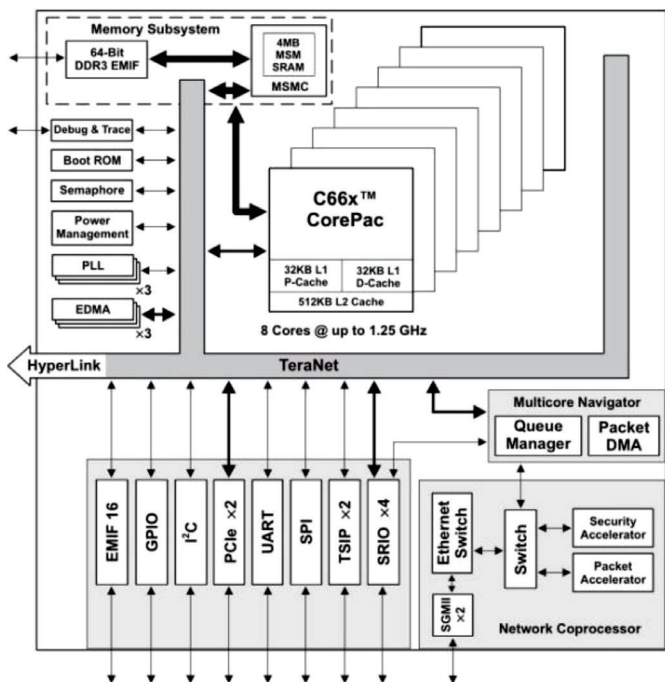 Memory Subsystem
64-Bit
DDR3 EMIF
4MB
MSM
SRAM
MSMC
Debug & Trace
Boot ROM
Semaphore
Power
Management
PLL
×3
EDMA
×3
C66x™
CorePac
32KB L1
P-Cache
32KB L1
D-Cache
512KB L2 Cache
8 Cores @ up to 1.25 GHz
HyperLink
TeraNet
Multicore Navigator
Queue
Manager
Packet
DMA
EMIF 16
GPIO
I²C
PCIe ×2
UART
SPI
TSIP ×2
SRIO ×4
Ethernet
Switch
Switch
Security
Accelerator
Packet
Accelerator
SGMII
×2
Network Coprocessor